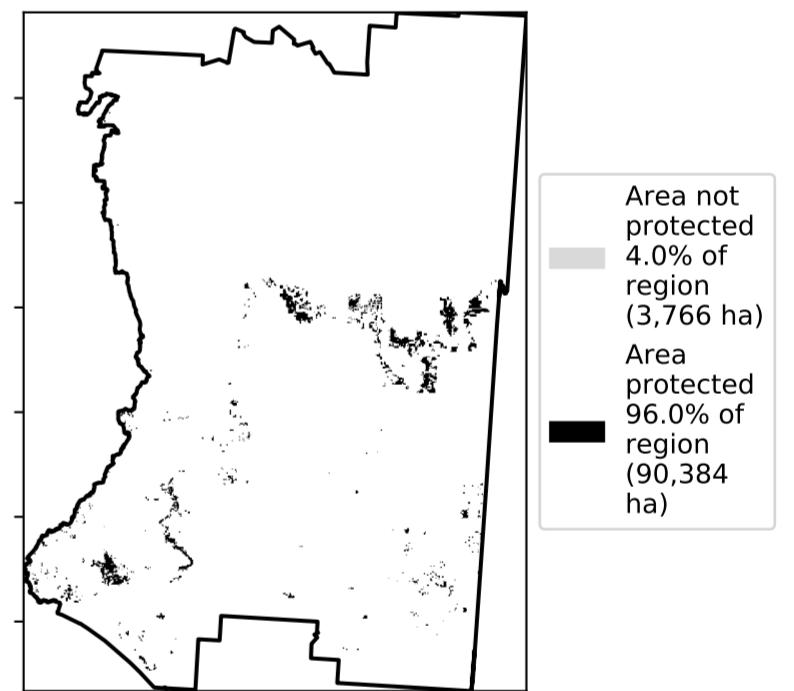 Area not
protected
4.0% of
region
(3,766 ha)
Area
protected
96.0% of
region
(90,384
ha)